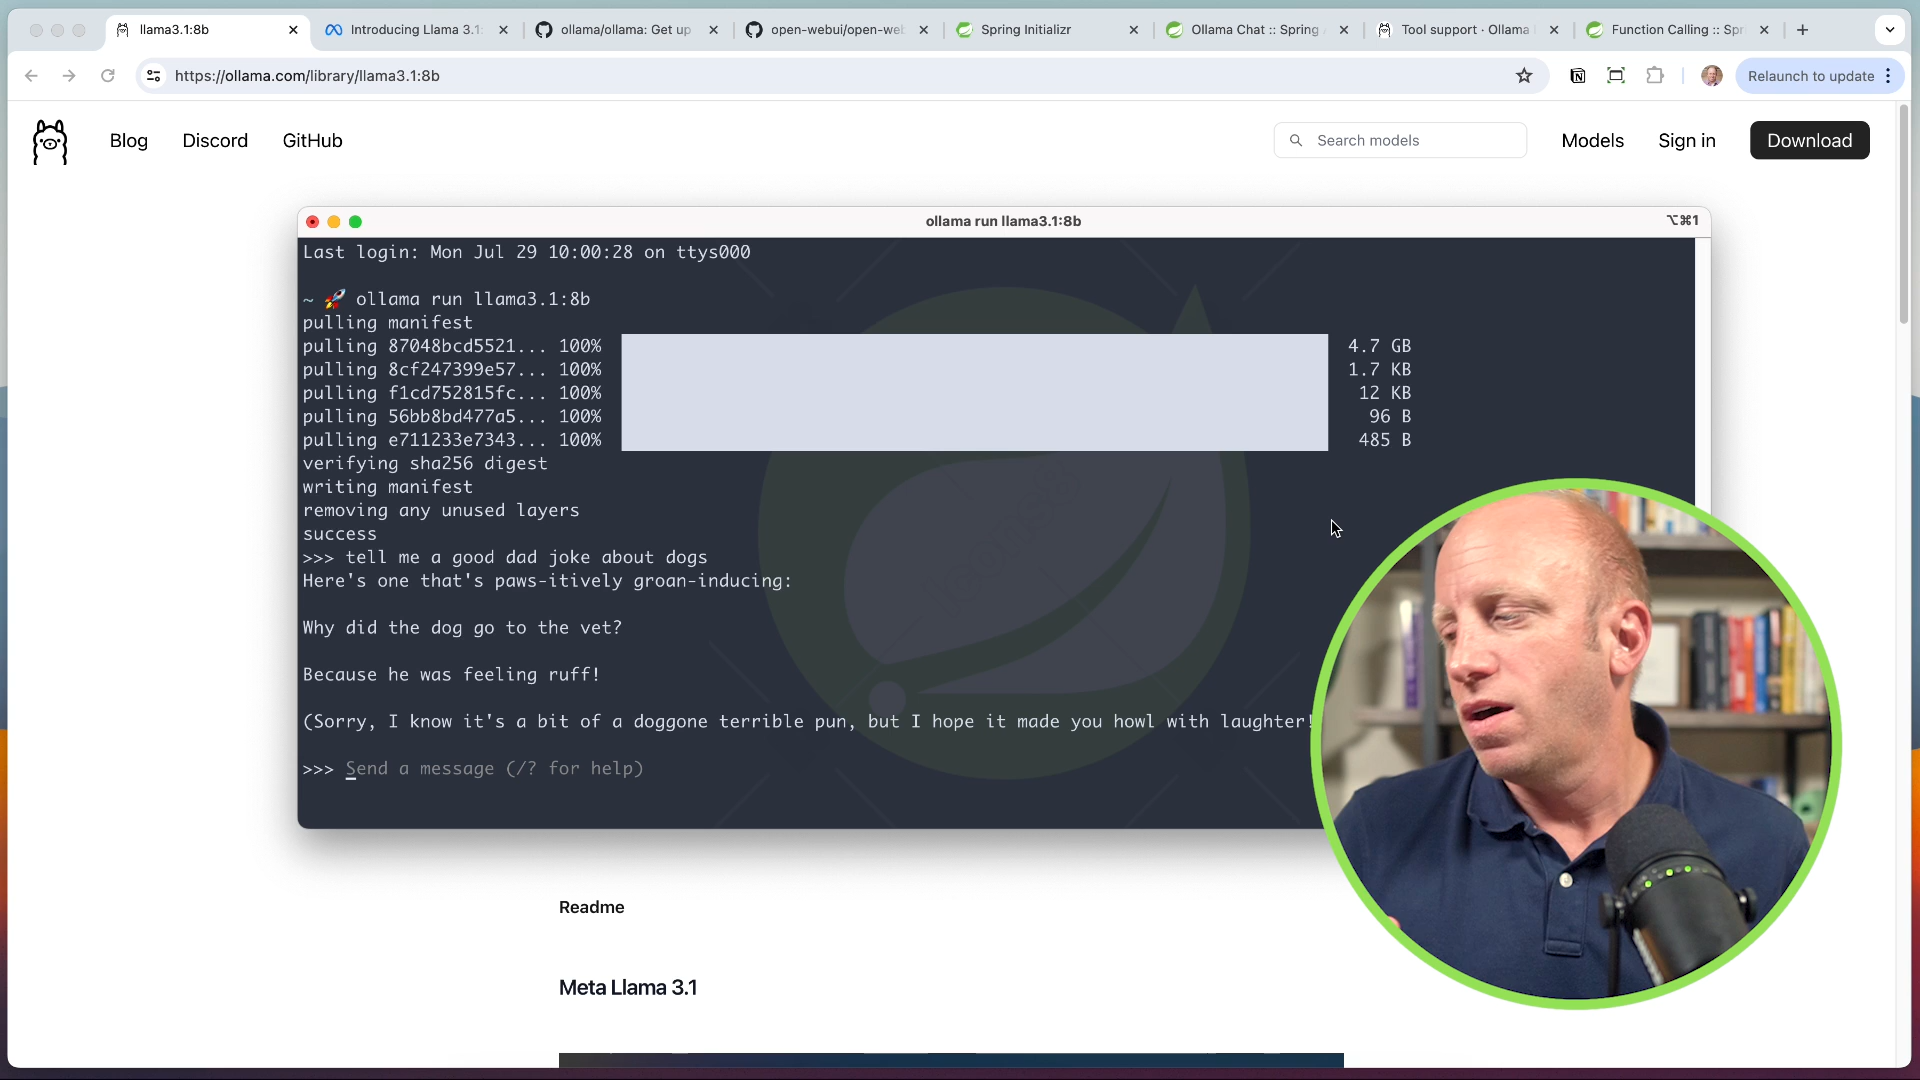 llama3.1:8b
Introducing Llama 3.1:
ollama/ollama: Get up
open-webui/open-web
Spring Initializr
Ollama Chat :: Spring
Tool support · Ollama
Function Calling :: Spri
https://ollama.com/library/llama3.1:8b
Relaunch to update
Blog
Discord
GitHub
Search models
Models
Sign in
Download
ollama run llama3.1:8b
⌥⌘1
Last login: Mon Jul 29 10:00:28 on ttys000
~ 🚀 ollama run llama3.1:8b
pulling manifest
pulling 87048bcd5521... 100% 4.7 GB
pulling 8cf247399e57... 100% 1.7 KB
pulling f1cd752815fc... 100% 12 KB
pulling 56bb8bd477a5... 100% 96 B
pulling e711233e7343... 100% 485 B
verifying sha256 digest
writing manifest
removing any unused layers
success
>>> tell me a good dad joke about dogs
Here's one that's paws-itively groan-inducing:
Why did the dog go to the vet?
Because he was feeling ruff!
(Sorry, I know it's a bit of a doggone terrible pun, but I hope it made you howl with laughter!
>>> Send a message (/? for help)
Readme
Meta Llama 3.1